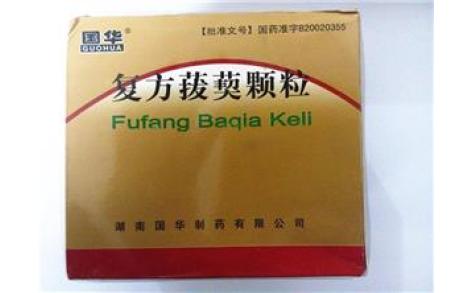 国华®
GUOHUA
【批准文号】国药准字B20020355
复方菝葜颗粒
Fufang Baqia Keli
湖南国华制药有限公司